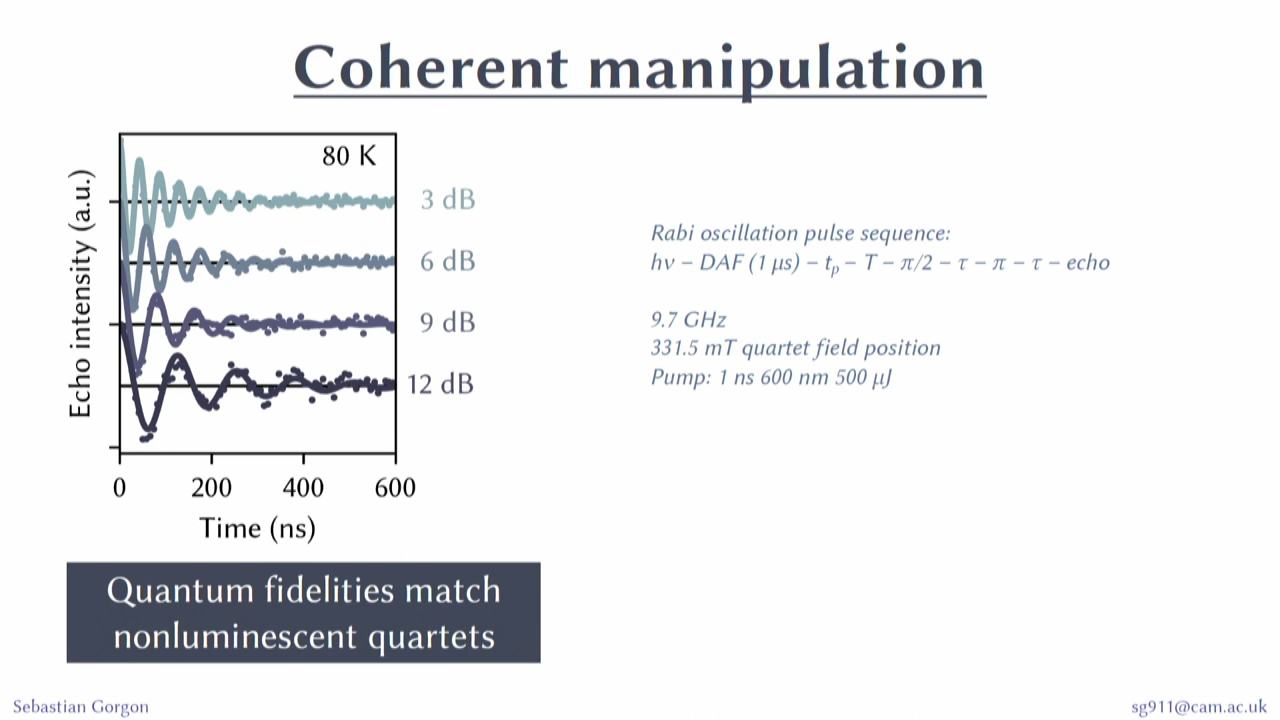 Coherent manipulation
80 K
Echo intensity (a.u.)
3 dB
6 dB
9 dB
12 dB
0 200 400 600
Time (ns)
Rabi oscillation pulse sequence:
hν – DAF (1 μs) – tₚ – T – π/2 – τ – π – τ – echo
9.7 GHz
331.5 mT quartet field position
Pump: 1 ns 600 nm 500 μJ
Quantum fidelities match
nonluminescent quartets
Sebastian Gorgon
sg911@cam.ac.uk